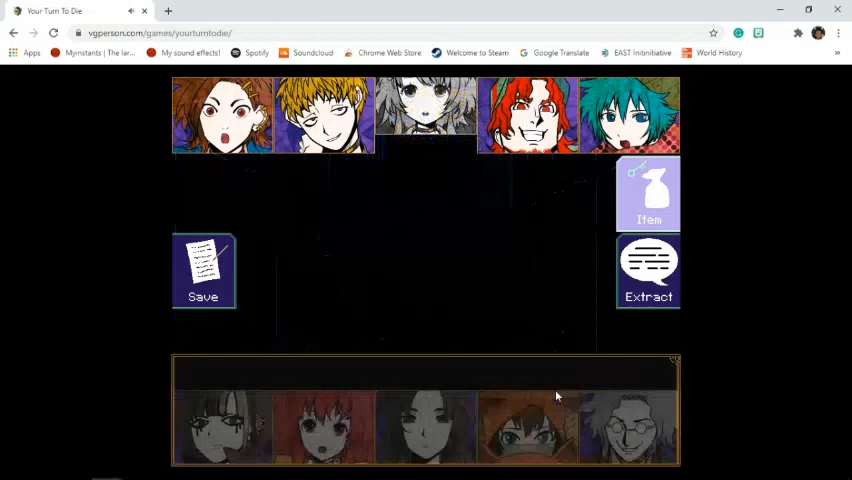 Your Turn To Die
vgperson.com/games/yourturntodie/
Apps
Myinstants | The lar...
My sound effects!
Spotify
Soundcloud
Chrome Web Store
Welcome to Steam
Google Translate
EAST Initinitiative
World History
»
Item
Save
Extract